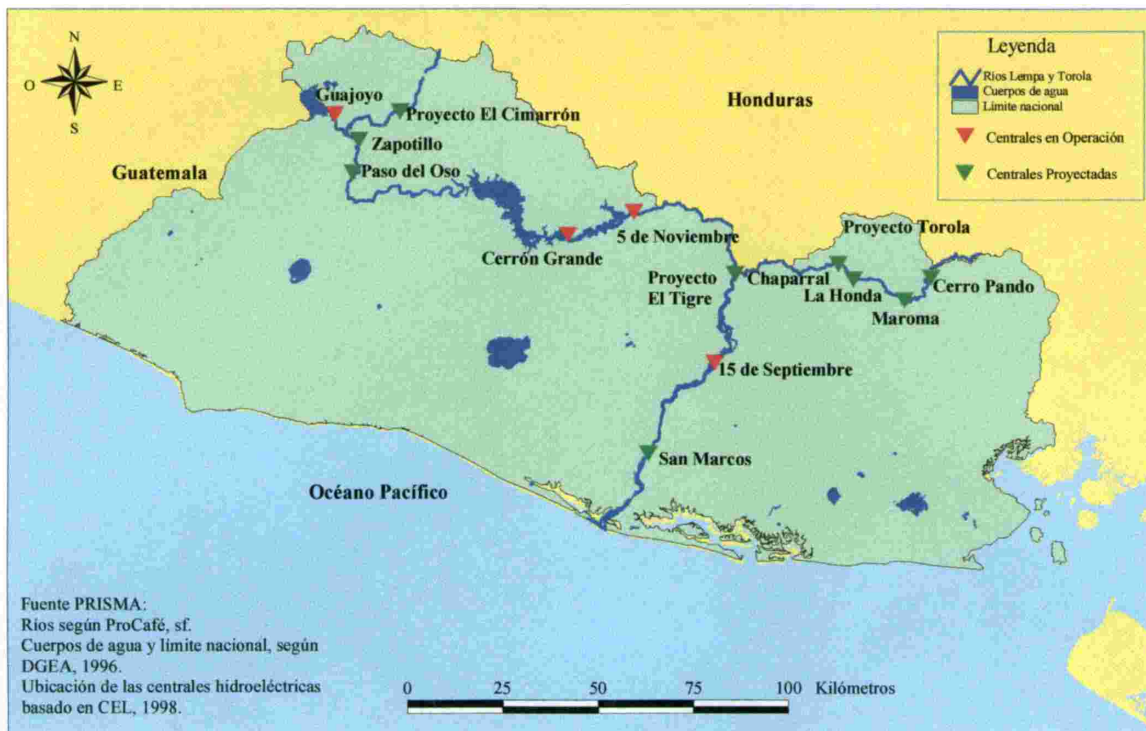 N
O
E
S
Leyenda
Ríos Lempa y Torola
Cuerpos de agua
Límite nacional
Centrales en Operación
Centrales Proyectadas
Honduras
Guatemala
Guajoyo
Proyecto El Cimarrón
Zapotillo
Paso del Oso
5 de Noviembre
Cerrón Grande
Proyecto Torola
Proyecto
El Tigre
Chaparral
La Honda
Cerro Pando
Maroma
15 de Septiembre
San Marcos
Océano Pacífico
Fuente PRISMA:
Ríos según ProCafé, sf.
Cuerpos de agua y límite nacional, según
DGEA, 1996.
Ubicación de las centrales hidroeléctricas
basado en CEL, 1998.
0 25 50 75 100 Kilómetros